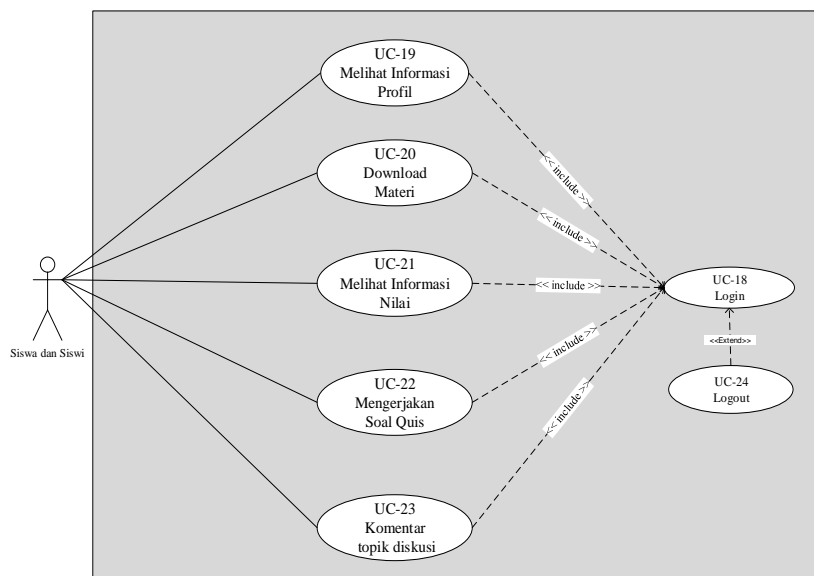 UC-19
Melihat Informasi
Profil
<< include >>
UC-20
Download
Materi
<< include >>
UC-21
Melihat Informasi
Nilai
<< include >>
UC-18
Login
<<Extend>>
UC-24
Logout
Siswa dan Siswi
UC-22
Mengerjakan
Soal Quis
<< include >>
UC-23
Komentar
topik diskusi
<< include >>